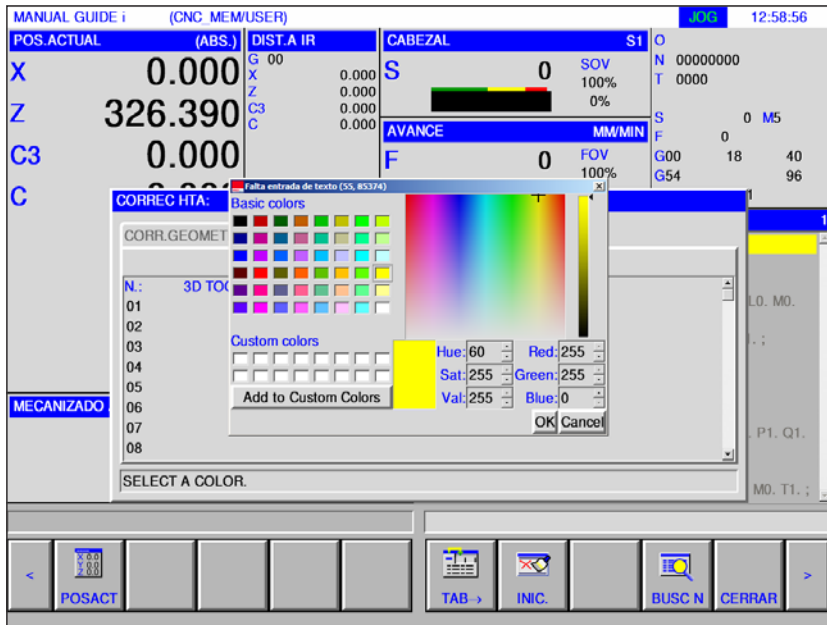 MANUAL GUIDE i (CNC_MEM/USER) JOG 12:58:56
POS.ACTUAL (ABS.) DIST.A IR CABEZAL S1 O
X 0.000 G 00 S 0 SOV N 00000000
X 0.000 100% T 0000
Z 326.390 Z 0.000 0%
C3 0.000 S 0 M5
C 0.000 AVANCE MM/MIN F 0
C3 0.000 F 0 FOV G00 18 40
100% G54 96
C
CORREC HTA: 1
Falta entrada de texto (55, 85374)
Basic colors
CORR.GEOMET
N.: 3D TOO
01 L0. M0.
02
03 Custom colors Hue: 60 Red: 255 1. ;
04 Sat: 255 Green: 255
05 Add to Custom Colors Val: 255 Blue: 0
MECANIZADO 06 OK Cancel
07 . P1. Q1.
08
SELECT A COLOR. M0. T1. ;
< POSACT TAB→ INIC. BUSC N CERRAR >